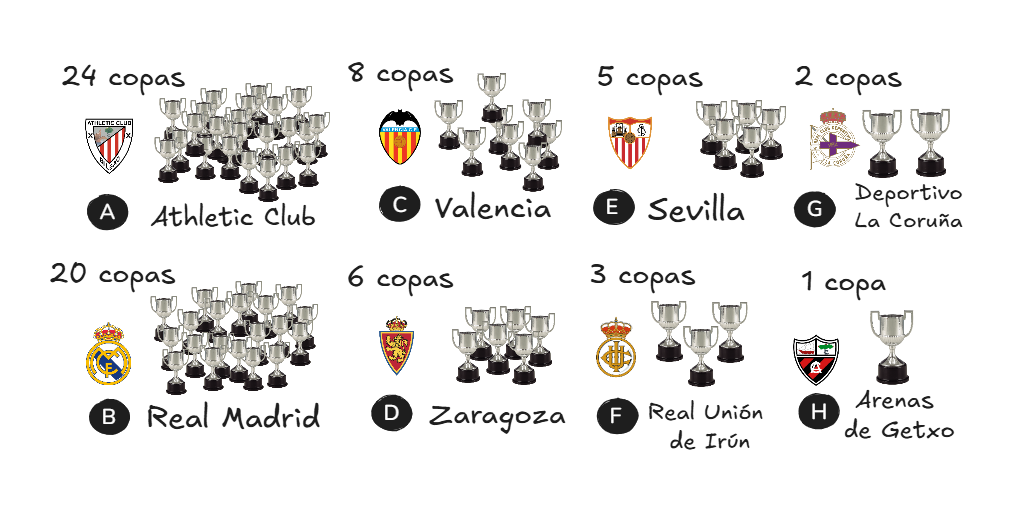 24 copas
ATHLETIC CLUB
BILBAO
A
Athletic Club
8 copas
VALENCIA C.F
C
Valencia
5 copas
E
Sevilla
2 copas
G
Deportivo
La Coruña
20 copas
B
Real Madrid
6 copas
D
Zaragoza
3 copas
F
Real Unión
de Irún
1 copa
H
Arenas
de Getxo